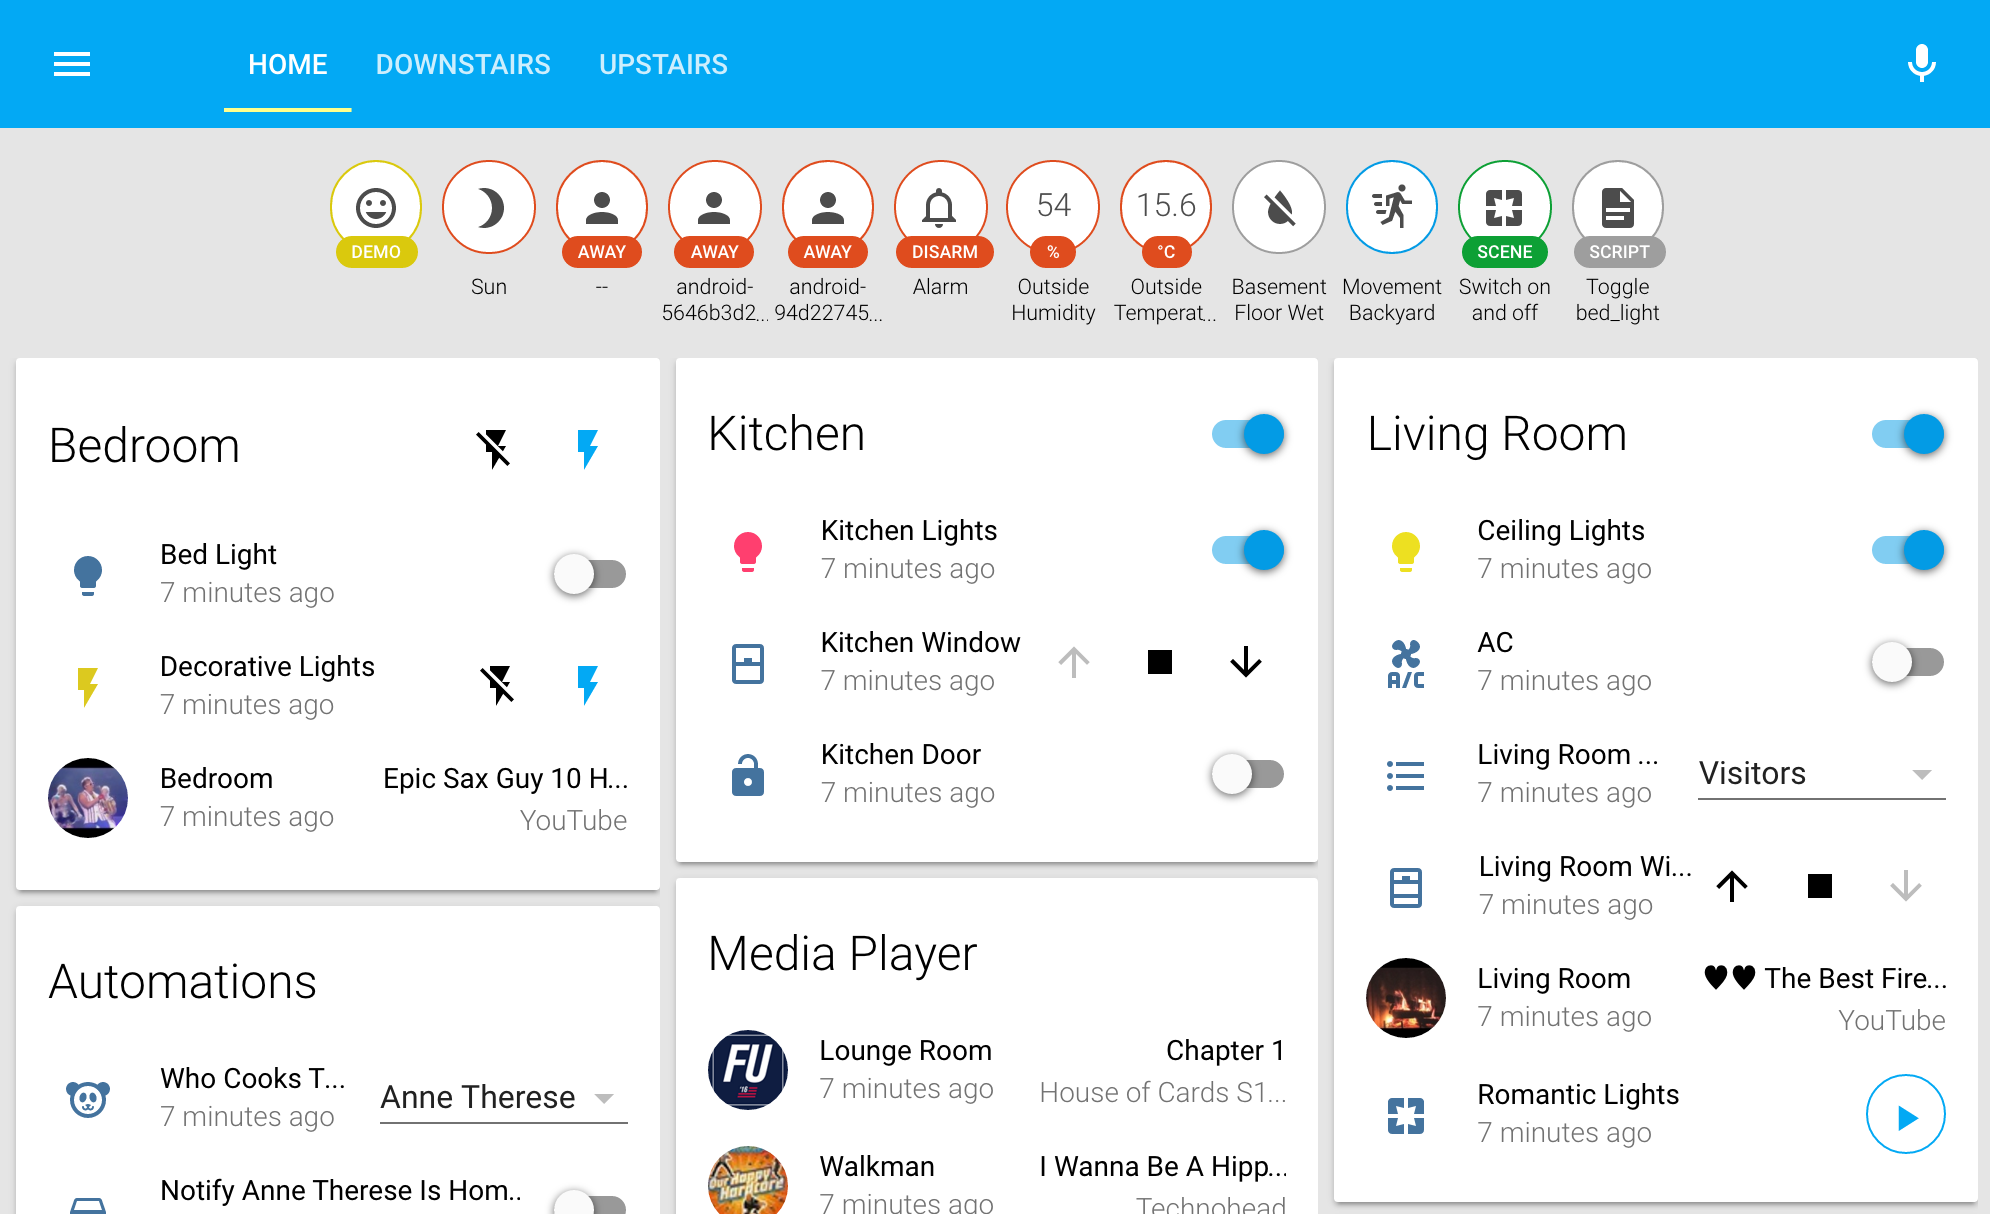 HOME
DOWNSTAIRS
UPSTAIRS
DEMO
AWAY
AWAY
AWAY
DISARM
54
%
15.6
°C
SCENE
SCRIPT
Sun
--
android-
5646b3d2...
android-
94d22745...
Alarm
Outside
Humidity
Outside
Temperat...
Basement
Floor Wet
Movement
Backyard
Switch on
and off
Toggle
bed_light
Bedroom
Bed Light
7 minutes ago
Decorative Lights
7 minutes ago
Bedroom
7 minutes ago
Epic Sax Guy 10 H...
YouTube
Automations
Who Cooks T...
7 minutes ago
Anne Therese
Notify Anne Therese Is Hom..
Kitchen
Kitchen Lights
7 minutes ago
Kitchen Window
7 minutes ago
Kitchen Door
7 minutes ago
Media Player
FU
'16
Lounge Room
7 minutes ago
Chapter 1
House of Cards S1...
Our Happy
Hardcore
Walkman
7 minutes ago
I Wanna Be A Hipp...
Technohead
Living Room
Ceiling Lights
7 minutes ago
A/C
AC
7 minutes ago
Living Room ...
7 minutes ago
Visitors
Living Room Wi...
7 minutes ago
Living Room
7 minutes ago
♥♥ The Best Fire...
YouTube
Romantic Lights
7 minutes ago